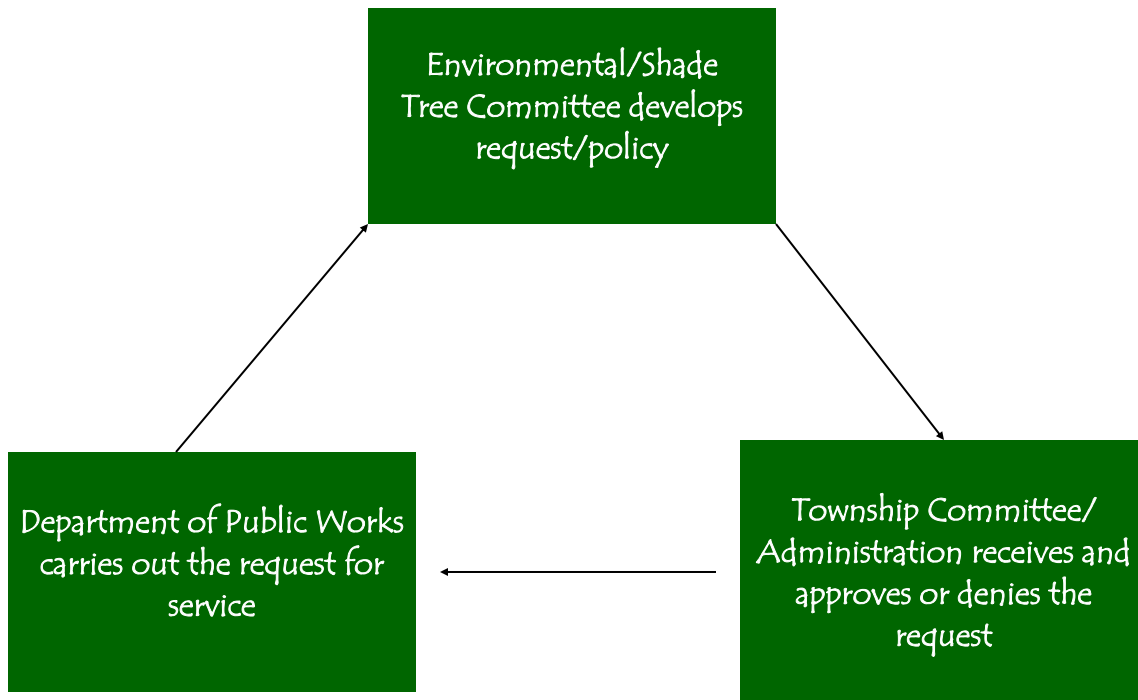 Environmental/Shade
Tree Committee develops
request/policy
Department of Public Works
carries out the request for
service
Township Committee/
Administration receives and
approves or denies the
request